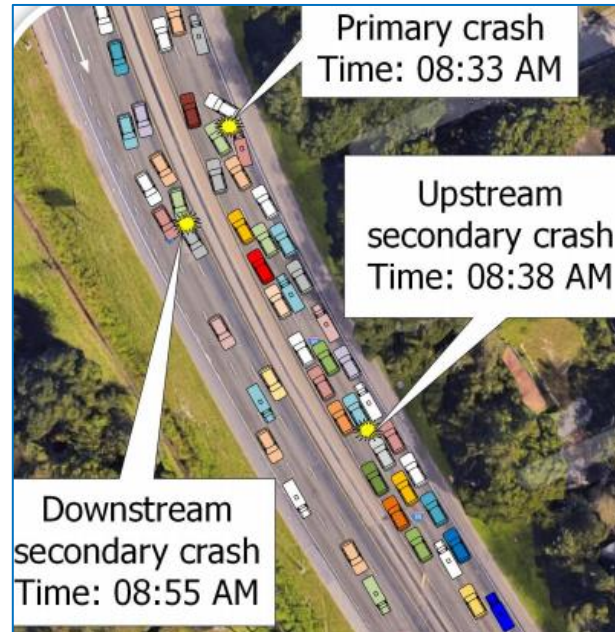 Primary crash
Time: 08:33 AM
Upstream
secondary crash
Time: 08:38 AM
Downstream
secondary crash
Time: 08:55 AM